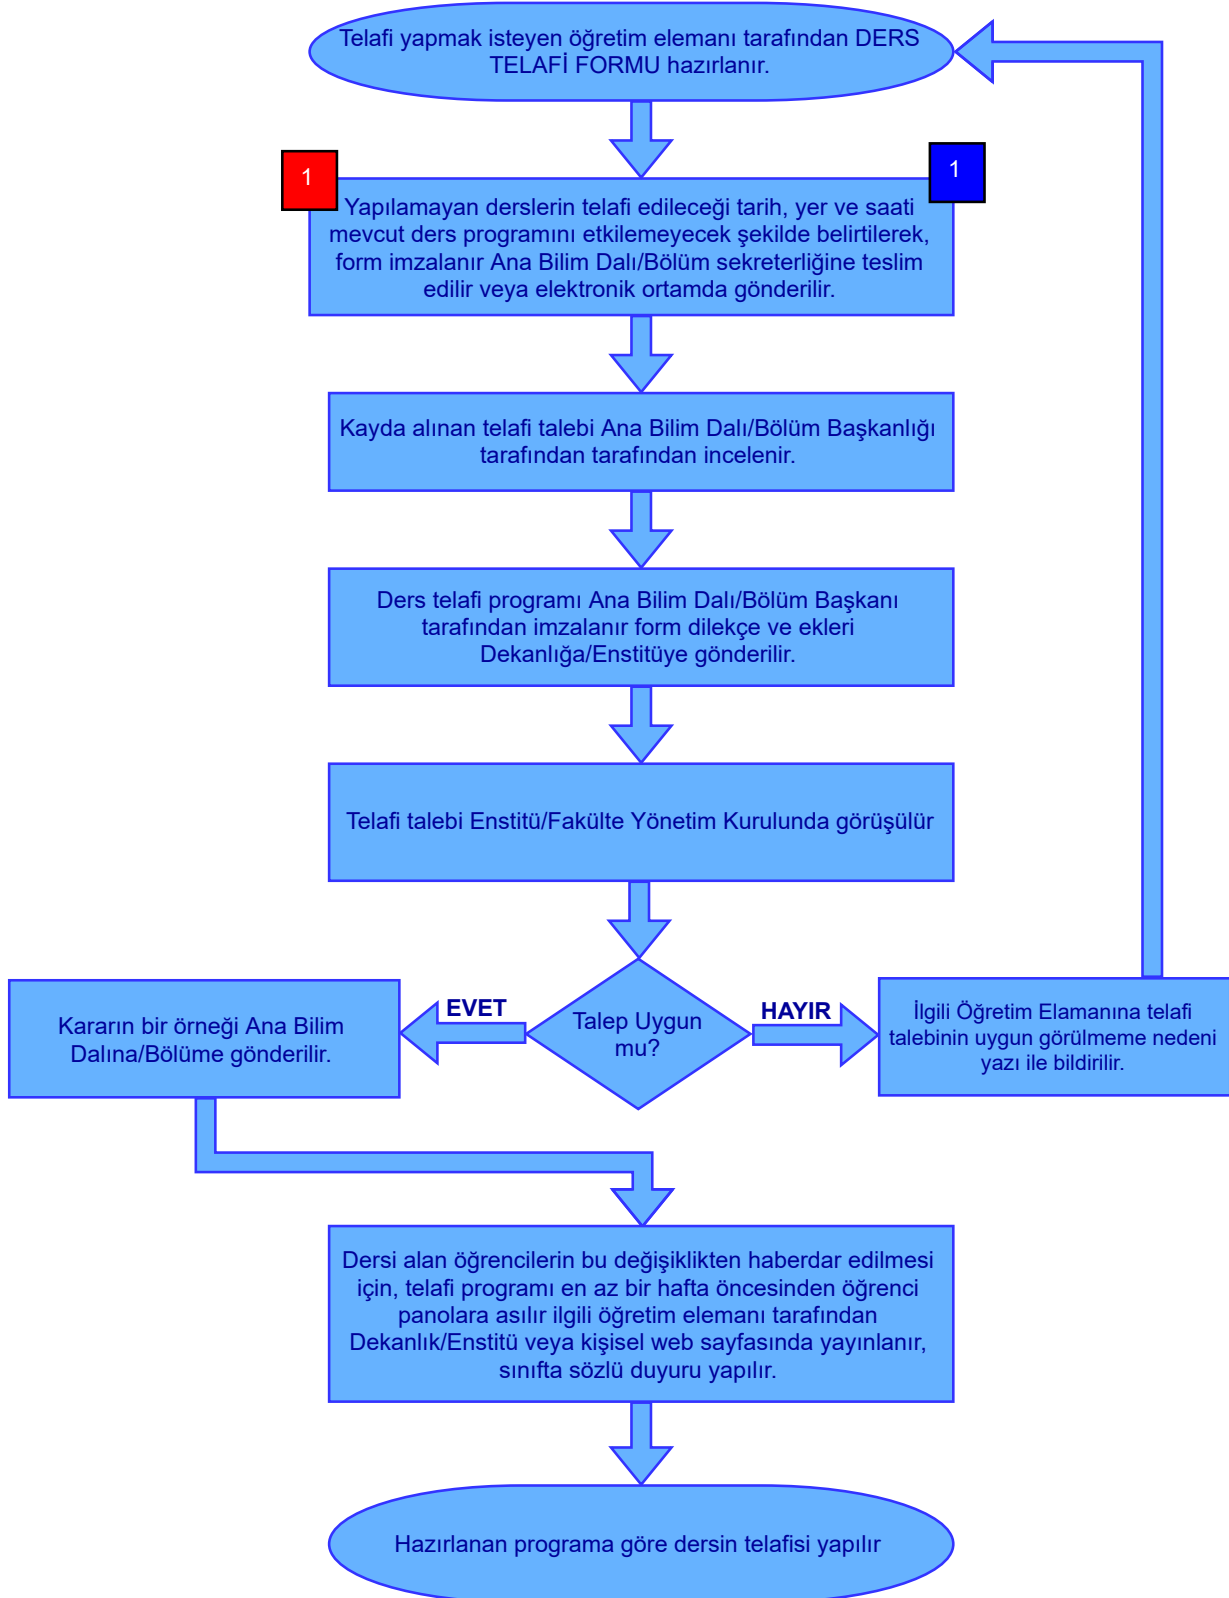 Telafi yapmak isteyen öğretim elemanı tarafından DERS
TELAFİ FORMU hazırlanır.
1
1
Yapılamayan derslerin telafi edileceği tarih, yer ve saati
mevcut ders programını etkilemeyecek şekilde belirtilerek,
form imzalanır Ana Bilim Dalı/Bölüm sekreterliğine teslim
edilir veya elektronik ortamda gönderilir.
Kayda alınan telafi talebi Ana Bilim Dalı/Bölüm Başkanlığı
tarafından tarafından incelenir.
Ders telafi programı Ana Bilim Dalı/Bölüm Başkanı
tarafından imzalanır form dilekçe ve ekleri
Dekanlığa/Enstitüye gönderilir.
Telafi talebi Enstitü/Fakülte Yönetim Kurulunda görüşülür
Talep Uygun
mu?
EVET
Kararın bir örneği Ana Bilim
Dalına/Bölüme gönderilir.
HAYIR
İlgili Öğretim Elamanına telafi
talebinin uygun görülmeme nedeni
yazı ile bildirilir.
Dersi alan öğrencilerin bu değişiklikten haberdar edilmesi
için, telafi programı en az bir hafta öncesinden öğrenci
panolara asılır ilgili öğretim elemanı tarafından
Dekanlık/Enstitü veya kişisel web sayfasında yayınlanır,
sınıfta sözlü duyuru yapılır.
Hazırlanan programa göre dersin telafisi yapılır